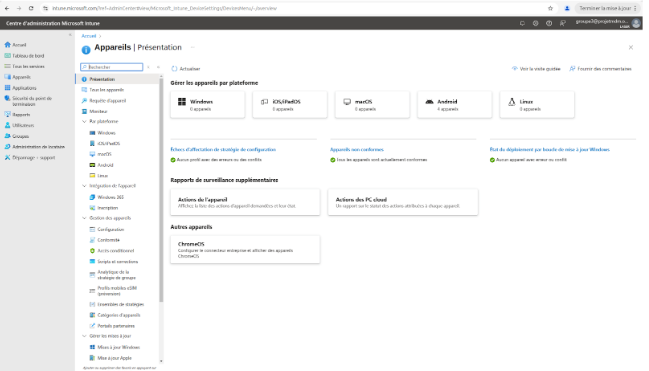 intune.microsoft.com/?ref=AdminCenter#view/Microsoft_Intune_DeviceSettings/DevicesMenu/~/overview
Terminer la mise à jour
Centre d'administration Microsoft Intune
Accueil
Tableau de bord
Tous les services
Appareils
Applications
Sécurité du point de
terminaison
Rapports
Utilisateurs
Groupes
Administration de locataire
Dépannage + support
Accueil >
Appareils | Présentation
Rechercher
Présentation
Tous les appareils
Requête d'appareil
Moniteur
Par plateforme
Windows
iOS/iPadOS
macOS
Android
Linux
Intégration de l'appareil
Windows 365
Inscription
Gestion des appareils
Configuration
Conformité
Accès conditionnel
Scripts et corrections
Analytique de la
stratégie de groupe
Profils mobiles eSIM
(préversion)
Ensembles de stratégies
Catégories d'appareils
Portails partenaires
Gérer les mises à jour
Mises à jour Windows
Mise à jour Apple
Actualiser
Voir la visite guidée
Fournir des commentaires
Gérer les appareils par plateforme
Windows
0 appareils
iOS/iPadOS
0 appareils
macOS
0 appareils
Android
0 appareils
Linux
0 appareils
Échecs d'affectation de stratégie de configuration
Aucun profil avec des erreurs ou des conflits
Appareils non conformes
Tous les appareils sont actuellement conformes
État de déploiement par boucle de mise à jour Windows
Aucun appareil avec erreur ou conflit
Rapports de surveillance supplémentaires
Actions de l'appareil
Affichez la liste des actions d'appareil demandées et leur état.
Actions des PC cloud
Un rapport sur le statut des actions attribuées à chaque appareil.
Autres appareils
ChromeOS
Configurer le connecteur entreprise et afficher des appareils
ChromeOS